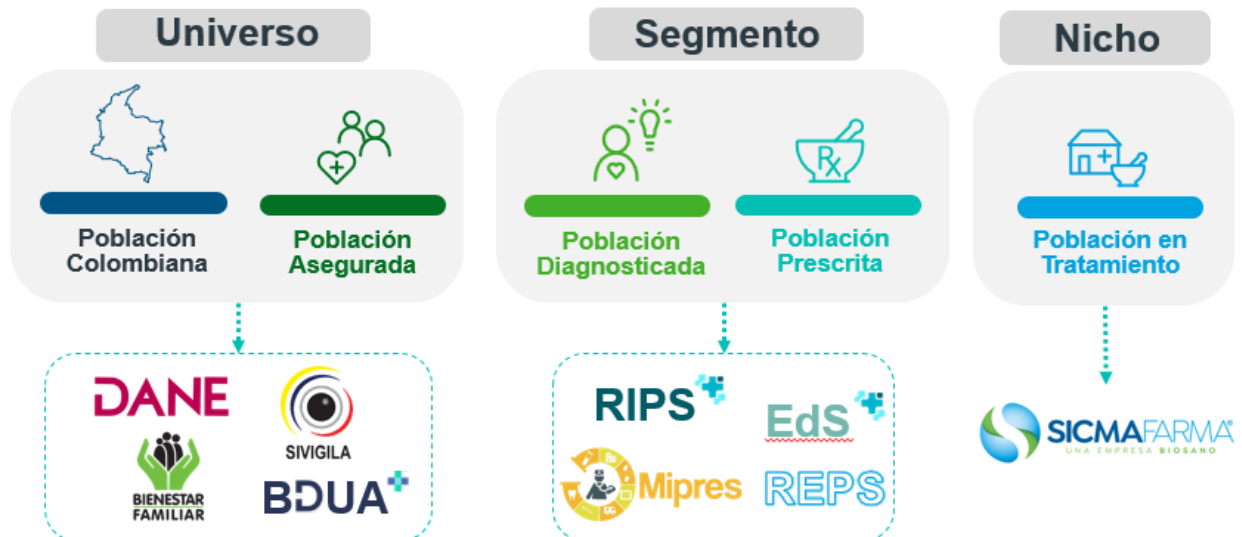 Universo
Segmento
Nicho
Población
Colombiana
Población
Asegurada
Población
Diagnosticada
Rx
Población
Prescrita
Población en
Tratamiento
DANE
SIVIGILA
BIENESTAR
FAMILIAR
BDUA
RIPS
EdS
Mipres
REPS
SICMAFARMA®
UNA EMPRESA BIOSANO